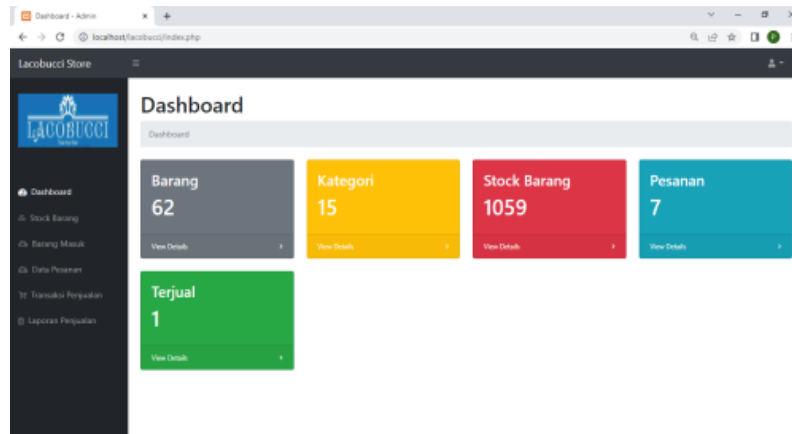 Dashboard - Admin
localhost/lacobucci/index.php
Lacobucci Store
LACOBUCCI
Dashboard
Dashboard
Barang
62
View Details
Kategori
15
View Details
Stock Barang
1059
View Details
Pesanan
7
View Details
Terjual
1
View Details
Dashboard
Stock Barang
Barang Masuk
Data Pesanan
Transaksi Penjualan
Laporan Penjualan